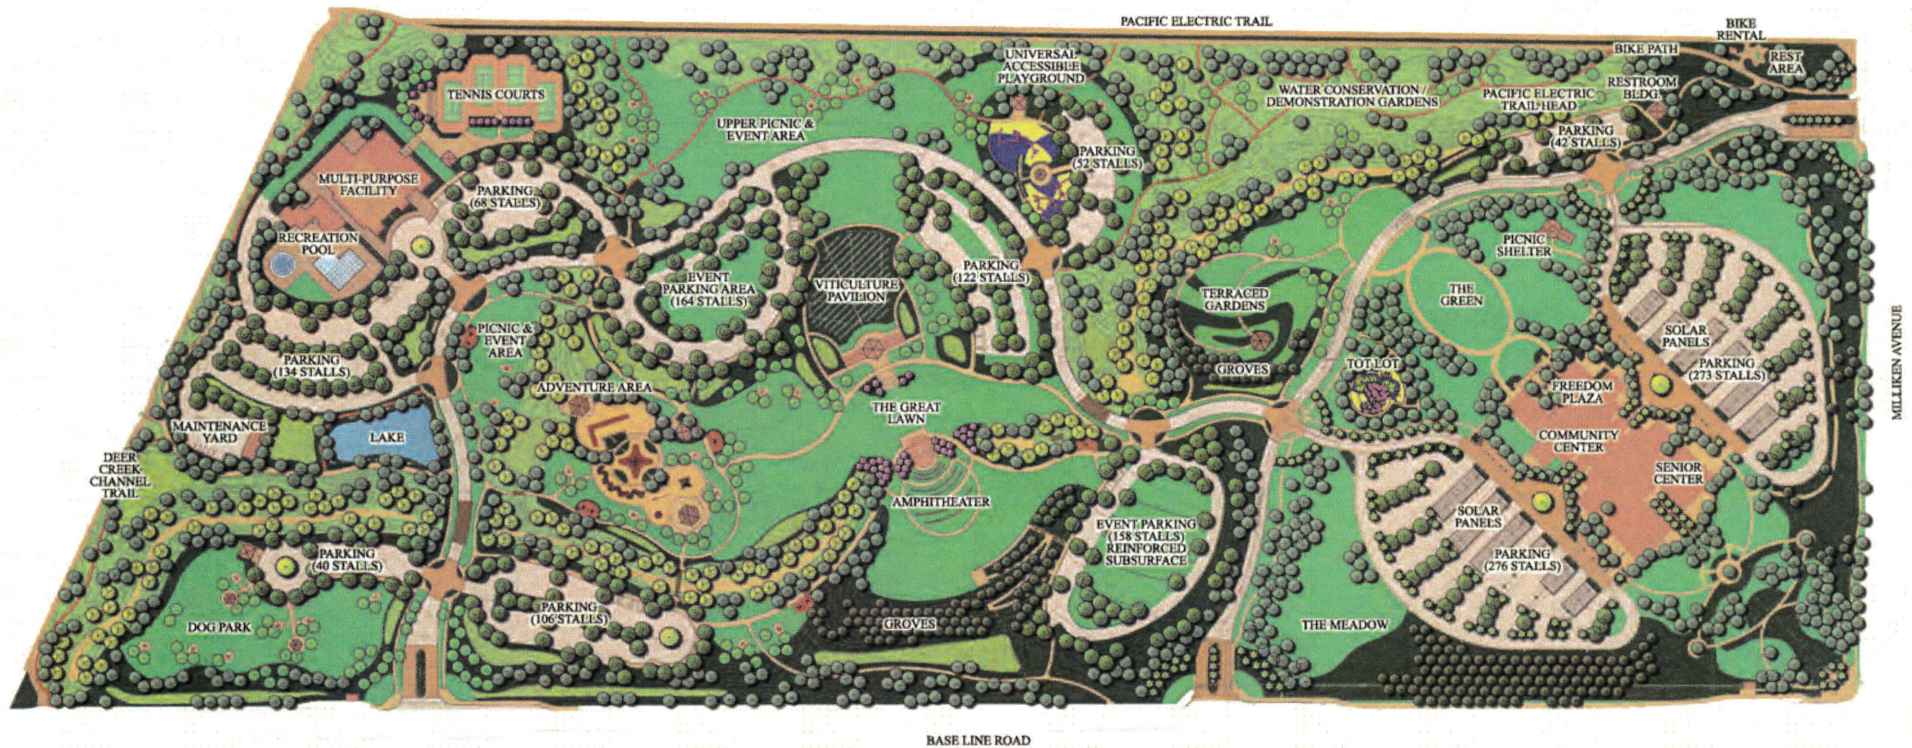 PACIFIC ELECTRIC TRAIL
BIKE
RENTAL
BIKE PATH
REST
AREA
UNIVERSAL
ACCESSIBLE
PLAYGROUND
RESTROOM
BLDG.
WATER CONSERVATION /
DEMONSTRATION GARDENS
PACIFIC ELECTRIC
TRAIL HEAD
TENNIS COURTS
UPPER PICNIC &
EVENT AREA
PARKING
(42 STALLS)
PARKING
(52 STALLS)
MULTI-PURPOSE
FACILITY
PARKING
(68 STALLS)
RECREATION
POOL
PICNIC
SHELTER
EVENT
PARKING AREA
(164 STALLS)
VITICULTURE
PAVILION
PARKING
(122 STALLS)
TERRACED
GARDENS
THE
GREEN
PICNIC &
EVENT
AREA
SOLAR
PANELS
PARKING
(273 STALLS)
MILLIKEN AVENUE
PARKING
(134 STALLS)
GROVES
TOT LOT
ADVENTURE AREA
FREEDOM
PLAZA
THE GREAT
LAWN
MAINTENANCE
YARD
LAKE
COMMUNITY
CENTER
SENIOR
CENTER
DEER
CREEK
CHANNEL
TRAIL
AMPHITHEATER
SOLAR
PANELS
EVENT PARKING
(158 STALLS)
REINFORCED
SUBSURFACE
PARKING
(276 STALLS)
PARKING
(40 STALLS)
PARKING
(106 STALLS)
DOG PARK
GROVES
THE MEADOW
BASE LINE ROAD